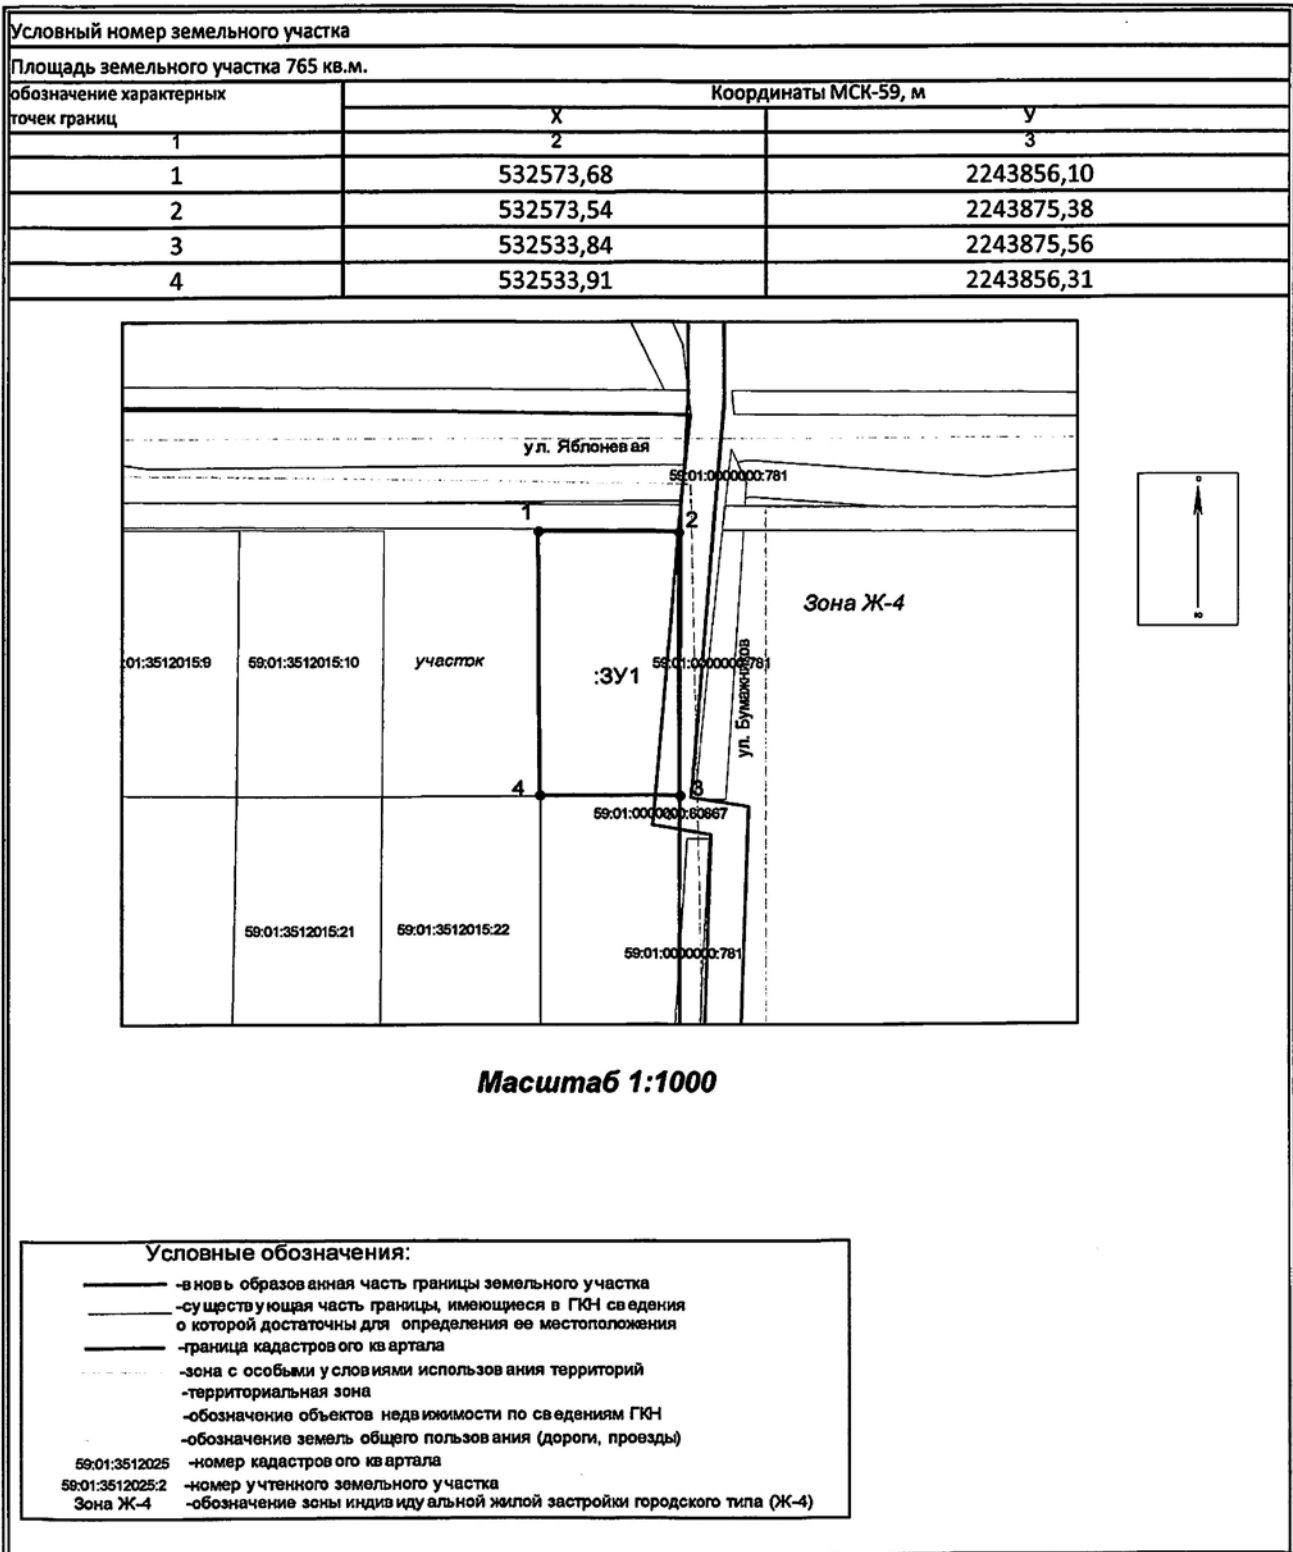 Условный номер земельного участка
Площадь земельного участка 765 кв.м.
обозначение характерных точек границ
Координаты МСК-59, м
Х
У
1
2
3
1
532573,68
2243856,10
2
532573,54
2243875,38
3
532533,84
2243875,56
4
532533,91
2243856,31
ул. Яблоневая
59:01:0000000:781
1
2
Зона Ж-4
:01:3512015:9
59:01:3512015:10
участок
:ЗУ1
59:01:0000000:781
ул. Бумажников
4
3
59:01:0000000:80867
59:01:3512015:21
59:01:3512015:22
59:01:0000000:781
Масштаб 1:1000
Условные обозначения:
-вновь образованная часть границы земельного участка
-существующая часть границы, имеющиеся в ГКН сведения
о которой достаточны для определения ее местоположения
-граница кадастрового квартала
-зона с особыми условиями использования территорий
-территориальная зона
-обозначение объектов недвижимости по сведениям ГКН
-обозначение земель общего пользования (дороги, проезды)
59:01:3512025 -номер кадастрового квартала
59:01:3512025:2 -номер учтенного земельного участка
Зона Ж-4 -обозначение зоны индивидуальной жилой застройки городского типа (Ж-4)